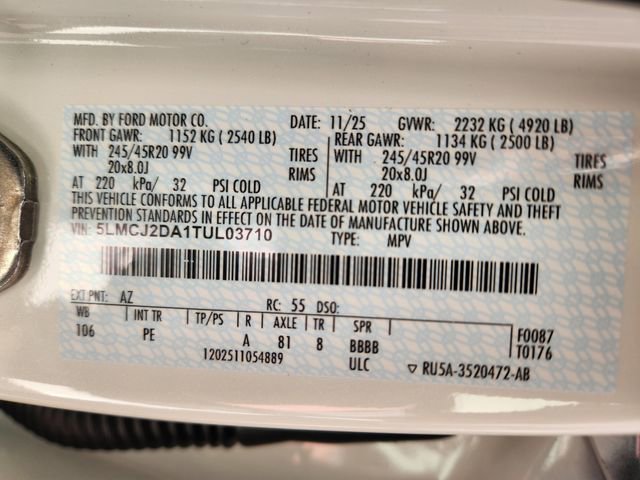 MFD. BY FORD MOTOR CO. DATE: 11/25 GVWR: 2232 KG ( 4920 LB)
FRONT GAWR: 1152 KG ( 2540 LB) REAR GAWR: 1134 KG ( 2500 LB)
WITH 245/45R20 99V TIRES WITH 245/45R20 99V TIRES
20x8.0J RIMS 20x8.0J RIMS
AT 220 kPa/ 32 PSI COLD AT 220 kPa/ 32 PSI COLD
THIS VEHICLE CONFORMS TO ALL APPLICABLE FEDERAL MOTOR VEHICLE SAFETY AND THEFT
PREVENTION STANDARDS IN EFFECT ON THE DATE OF MANUFACTURE SHOWN ABOVE.
VIN: 5LMCJ2DA1TUL03710 TYPE: MPV
EXT PNT: AZ RC: 55 DSO:
WB INT TR TP/PS R AXLE TR SPR F0087
106 PE A 81 8 BBBB T0176
1202511054889 ULC ▽ RU5A-3520472-AB